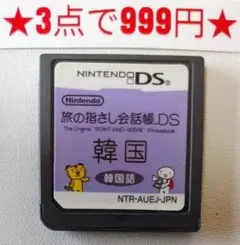 ★3点で999円★
NINTENDO DS
Nintendo
旅の指さし会話帳DS
The Original "POINT-AND-SPEAK" Phrasebook
韓国
韓国語
NTR-AUEJ-JPN